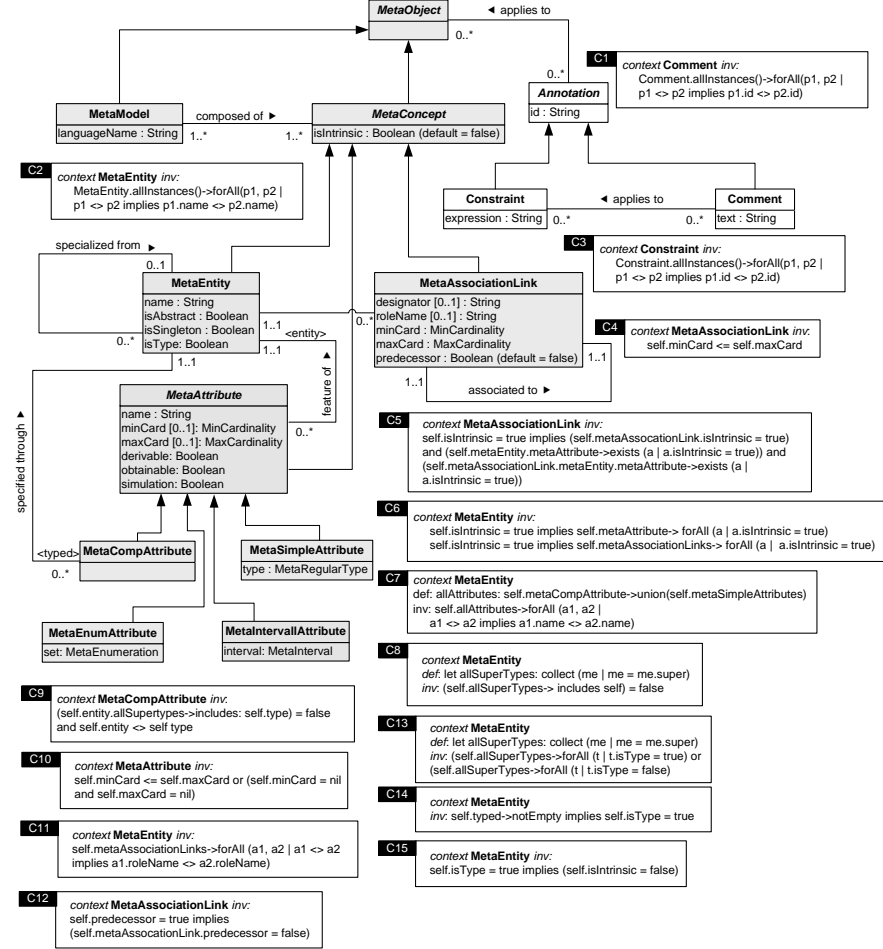 MetaObject
◄ applies to
0..*
0..*
C1
context Comment inv:
Comment.allInstances()->forAll(p1, p2 |
p1 <> p2 implies p1.id <> p2.id)
Annotation
id : String
MetaModel
languageName : String
composed of ►
1..*
1..*
MetaConcept
isIntrinsic : Boolean (default = false)
C2
context MetaEntity inv:
MetaEntity.allInstances()->forAll(p1, p2 |
p1 <> p2 implies p1.name <> p2.name)
Constraint
expression : String
◄ applies to
0..*
0..*
Comment
text : String
C3
context Constraint inv:
Constraint.allInstances()->forAll(p1, p2 |
p1 <> p2 implies p1.id <> p2.id)
specialized from ►
0..1
0..*
MetaEntity
name : String
isAbstract : Boolean
isSingleton : Boolean
isType: Boolean
1..1
0..*
<entity>
1..1
1..1
MetaAssociationLink
designator [0..1] : String
roleName [0..1] : String
minCard : MinCardinality
maxCard : MaxCardinality
predecessor : Boolean (default = false)
1..1
1..1
associated to ►
C4
context MetaAssociationLink inv:
self.minCard <= self.maxCard
feature of ►
0..*
specified through ►
MetaAttribute
name : String
minCard [0..1]: MinCardinality
maxCard [0..1]: MaxCardinality
derivable: Boolean
obtainable: Boolean
simulation: Boolean
C5
context MetaAssociationLink inv:
self.isIntrinsic = true implies (self.metaAssocationLink.isIntrinsic = true)
and (self.metaEntity.metaAttribute->exists (a | a.isIntrinsic = true)) and
(self.metaAssociationLink.metaEntity.metaAttribute->exists (a |
a.isIntrinsic = true))
C6
context MetaEntity inv:
self.isIntrinsic = true implies self.metaAttribute-> forAll (a | a.isIntrinsic = true)
self.isIntrinsic = true implies self.metaAssociationLinks-> forAll (a | a.isIntrinsic = true)
<typed>
0..*
MetaCompAttribute
MetaSimpleAttribute
type : MetaRegularType
C7
context MetaEntity
def: allAttributes: self.metaCompAttribute->union(self.metaSimpleAttributes)
inv: self.allAttributes->forAll (a1, a2 |
a1 <> a2 implies a1.name <> a2.name)
MetaEnumAttribute
set: MetaEnumeration
MetaIntervallAttribute
interval: MetaInterval
C8
context MetaEntity
def: let allSuperTypes: collect (me | me = me.super)
inv: (self.allSuperTypes-> includes self) = false
C9
context MetaCompAttribute inv:
(self.entity.allSupertypes->includes: self.type) = false
and self.entity <> self type
C13
context MetaEntity
def: let allSuperTypes: collect (me | me = me.super)
inv: (self.allSuperTypes->forAll (t | t.isType = true) or
(self.allSuperTypes->forAll (t | t.isType = false)
C10
context MetaAttribute inv:
self.minCard <= self.maxCard or (self.minCard = nil
and self.maxCard = nil)
C14
context MetaEntity
inv: self.typed->notEmpty implies self.isType = true
C11
context MetaEntity inv:
self.metaAssociationLinks->forAll (a1, a2 | a1 <> a2
implies a1.roleName <> a2.roleName)
C15
context MetaEntity inv:
self.isType = true implies (self.isIntrinsic = false)
C12
context MetaAssociationLink inv:
self.predecessor = true implies
(self.metaAssocationLink.predecessor = false)